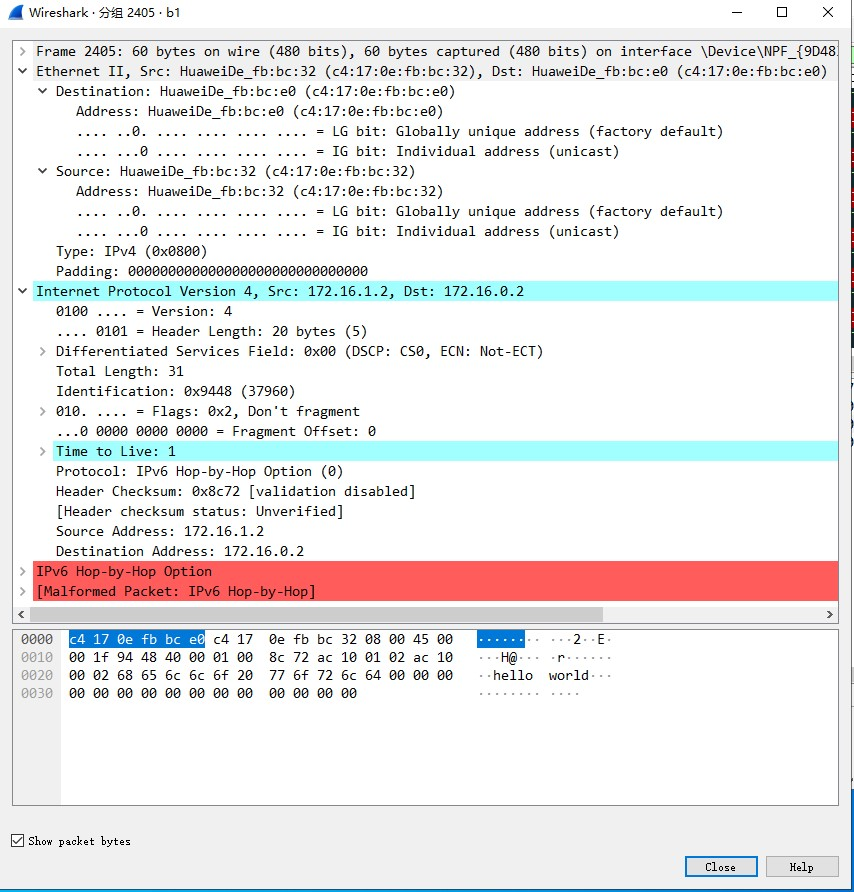 Wireshark · 分组 2405 · b1
Frame 2405: 60 bytes on wire (480 bits), 60 bytes captured (480 bits) on interface \Device\NPF_{9D48
Ethernet II, Src: HuaweiDe_fb:bc:32 (c4:17:0e:fb:bc:32), Dst: HuaweiDe_fb:bc:e0 (c4:17:0e:fb:bc:e0)
Destination: HuaweiDe_fb:bc:e0 (c4:17:0e:fb:bc:e0)
Address: HuaweiDe_fb:bc:e0 (c4:17:0e:fb:bc:e0)
.... ..0. .... .... .... .... = LG bit: Globally unique address (factory default)
.... ...0 .... .... .... .... = IG bit: Individual address (unicast)
Source: HuaweiDe_fb:bc:32 (c4:17:0e:fb:bc:32)
Address: HuaweiDe_fb:bc:32 (c4:17:0e:fb:bc:32)
.... ..0. .... .... .... .... = LG bit: Globally unique address (factory default)
.... ...0 .... .... .... .... = IG bit: Individual address (unicast)
Type: IPv4 (0x0800)
Padding: 000000000000000000000000000000
Internet Protocol Version 4, Src: 172.16.1.2, Dst: 172.16.0.2
0100 .... = Version: 4
.... 0101 = Header Length: 20 bytes (5)
Differentiated Services Field: 0x00 (DSCP: CS0, ECN: Not-ECT)
Total Length: 31
Identification: 0x9448 (37960)
010. .... = Flags: 0x2, Don't fragment
...0 0000 0000 0000 = Fragment Offset: 0
Time to Live: 1
Protocol: IPv6 Hop-by-Hop Option (0)
Header Checksum: 0x8c72 [validation disabled]
[Header checksum status: Unverified]
Source Address: 172.16.1.2
Destination Address: 172.16.0.2
IPv6 Hop-by-Hop Option
[Malformed Packet: IPv6 Hop-by-Hop]
0000 c4 17 0e fb bc e0 c4 17 0e fb bc 32 08 00 45 00 ········ ···2··E·
0010 00 1f 94 48 40 00 01 00 8c 72 ac 10 01 02 ac 10 ···H@··· ·r······
0020 00 02 68 65 6c 6c 6f 20 77 6f 72 6c 64 00 00 00 ··hello world···
0030 00 00 00 00 00 00 00 00 00 00 00 00 ········ ····
Show packet bytes
Close Help